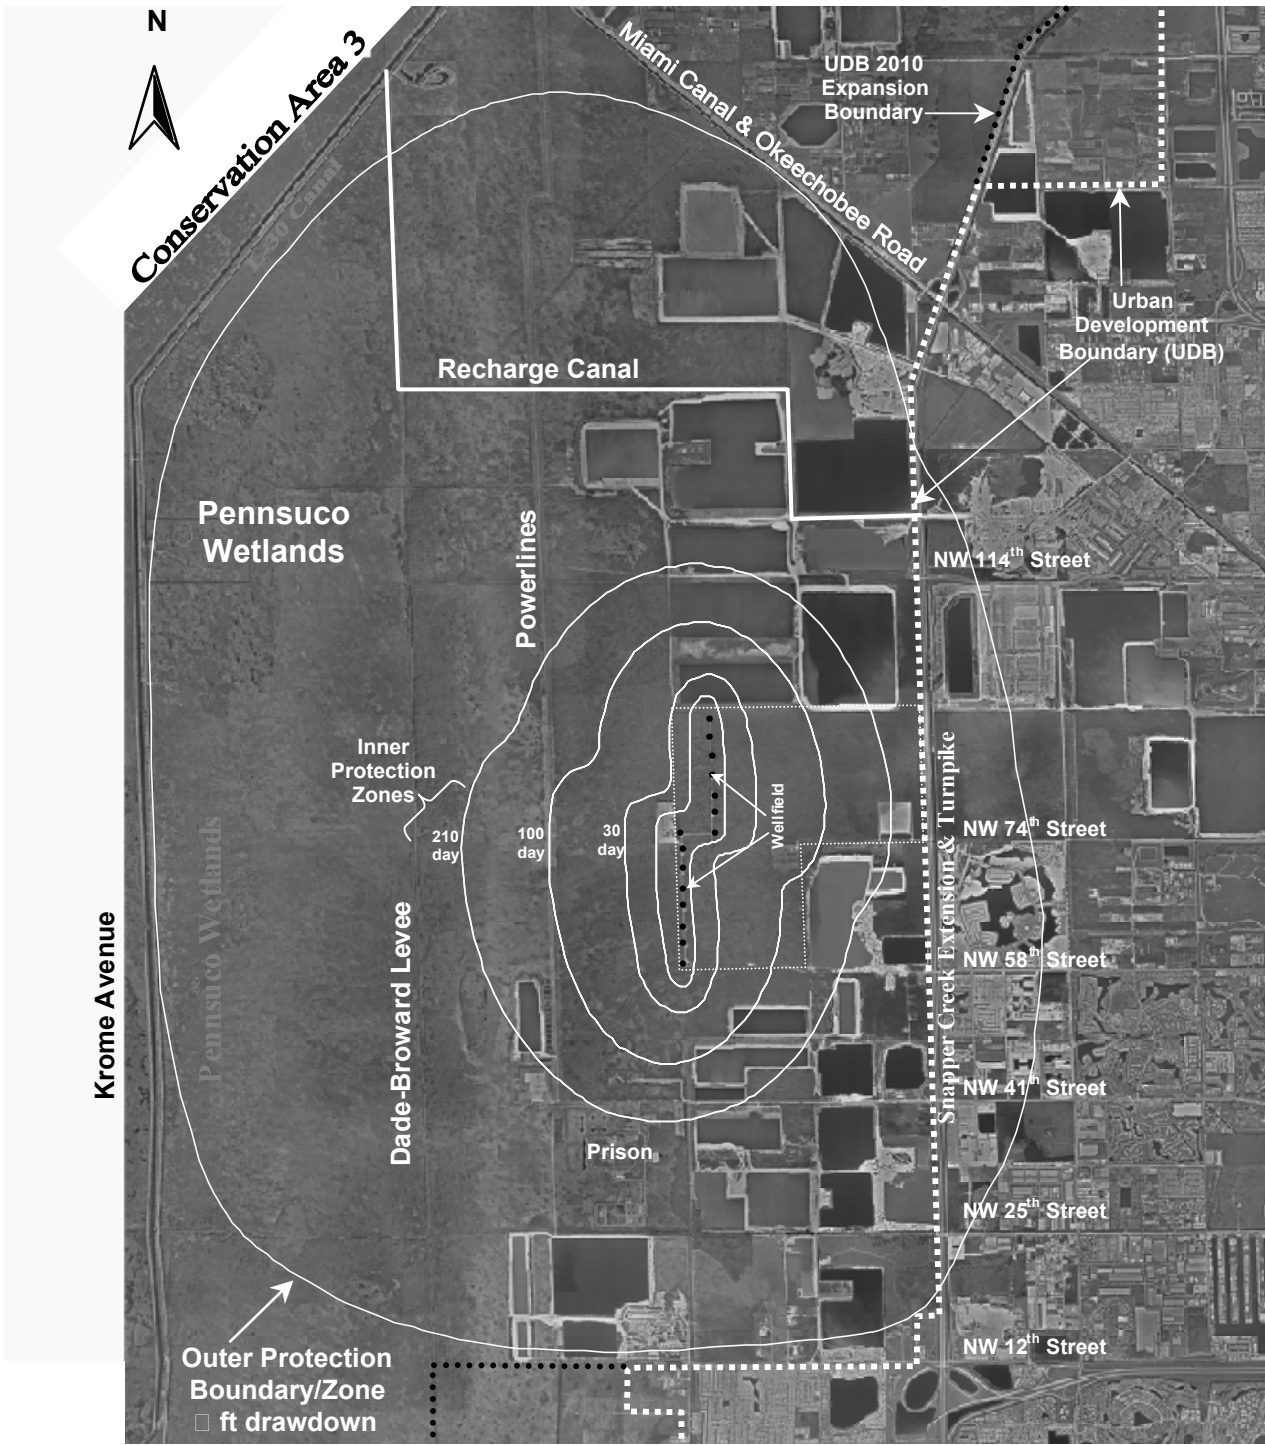 N
Conservation Area 3
Miami Canal & Okeechobee Road
UDB 2010
Expansion
Boundary
Urban
Development
Boundary (UDB)
Recharge Canal
Pennsuco
Wetlands
Powerlines
NW 114th Street
Inner
Protection
Zones
210
day
100
day
30
day
Wellfield
Snapper Creek Extension & Turnpike
NW 74th Street
Pennsuco Wetlands
Krome Avenue
Dade-Broward Levee
NW 58th Street
NW 41th Street
Prison
NW 25th Street
NW 12th Street
Outer Protection
Boundary/Zone
ft drawdown